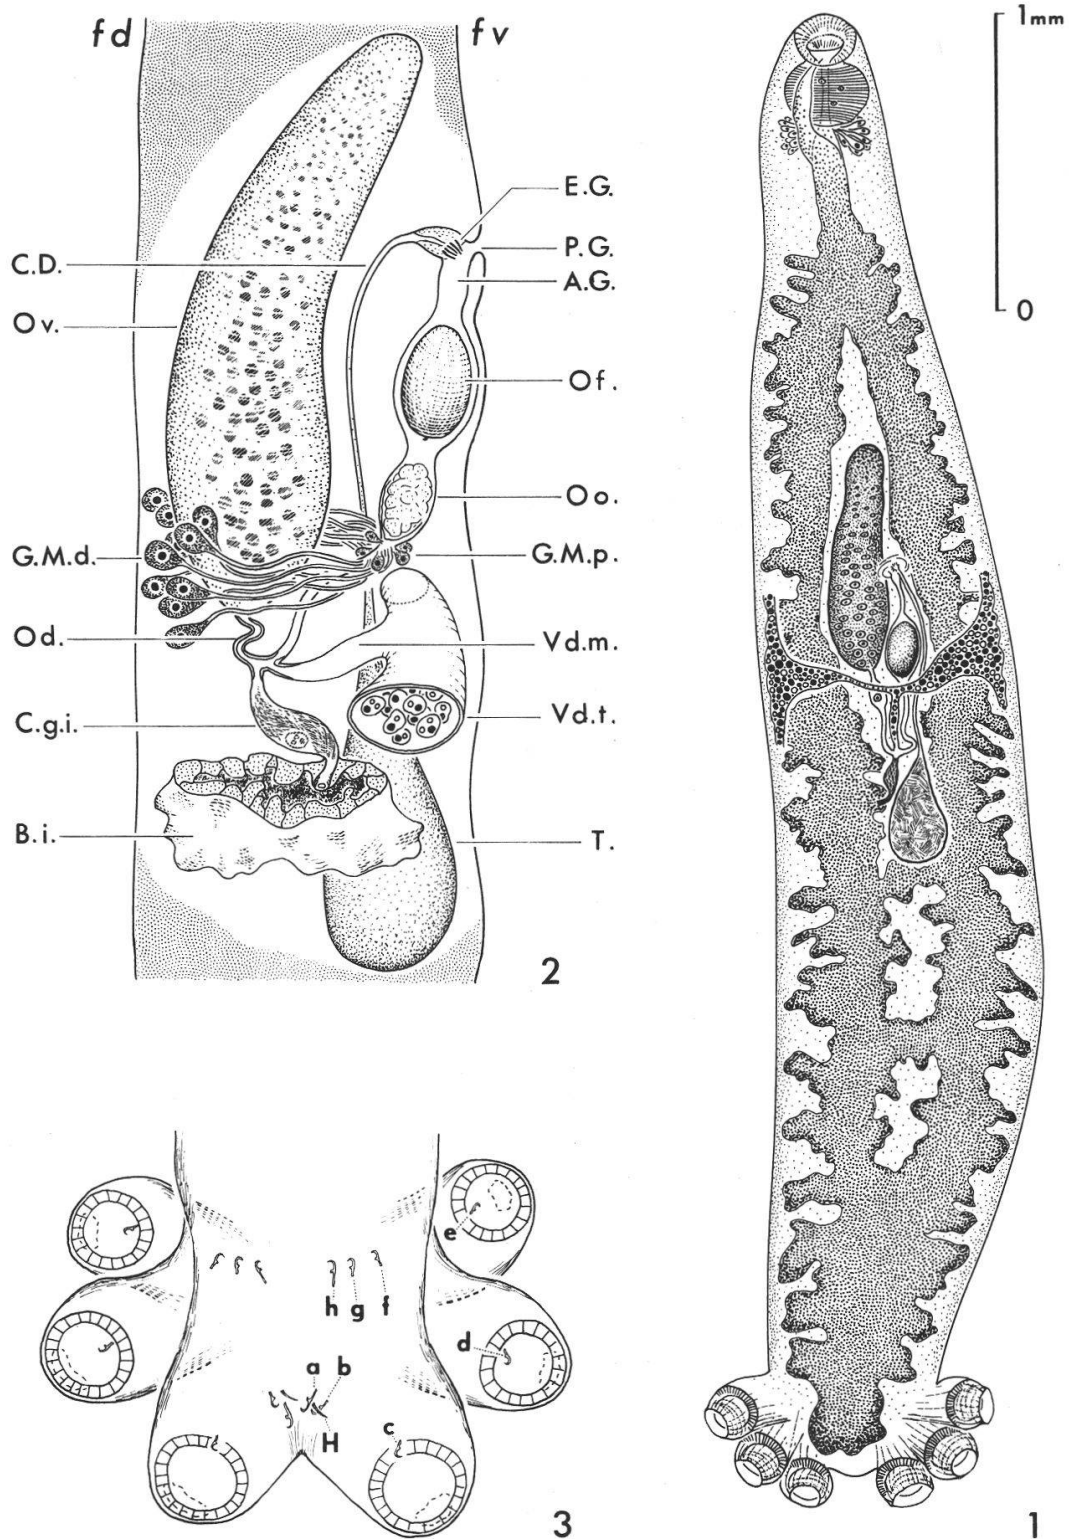 fd
fv
E.G.
P.G.
A.G.
C.D.
Ov.
Of.
Oo.
G.M.d.
G.M.p.
Od.
Vd.m.
C.g.i.
Vd.t.
B.i.
T.
2
1mm
0
1
e
h
g
f
d
a
b
H
c
3